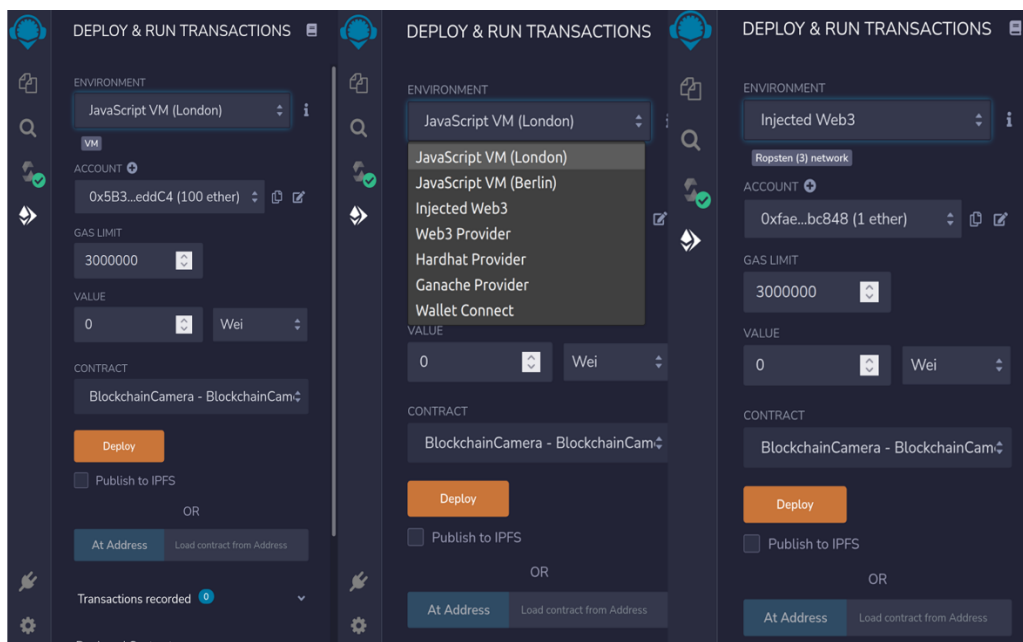 DEPLOY & RUN TRANSACTIONS
ENVIRONMENT
JavaScript VM (London)
VM
ACCOUNT
0x5B3...eddC4 (100 ether)
GAS LIMIT
3000000
VALUE
0 Wei
CONTRACT
BlockchainCamera - BlockchainCam
Deploy
Publish to IPFS
OR
At Address Load contract from Address
Transactions recorded 0
DEPLOY & RUN TRANSACTIONS
ENVIRONMENT
JavaScript VM (London)
JavaScript VM (London)
JavaScript VM (Berlin)
Injected Web3
Web3 Provider
Hardhat Provider
Ganache Provider
Wallet Connect
VALUE
0 Wei
CONTRACT
BlockchainCamera - BlockchainCam
Deploy
Publish to IPFS
OR
At Address Load contract from Address
DEPLOY & RUN TRANSACTIONS
ENVIRONMENT
Injected Web3
Ropsten (3) network
ACCOUNT
0xfae...bc848 (1 ether)
GAS LIMIT
3000000
VALUE
0 Wei
CONTRACT
BlockchainCamera - BlockchainCam
Deploy
Publish to IPFS
OR
At Address Load contract from Address